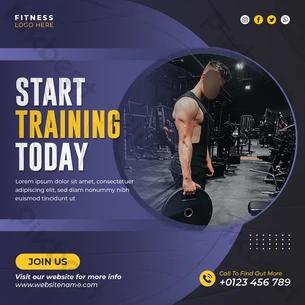 FITNESS
LOGO HERE
START
TRAINING
TODAY
Lorem ipsum dolor sit amet, consectetuer
adipiscing elit, sed diam nonummy nibh
euismod tincidunt.
JOIN US
Visit our website for more info
www.websitename.com
Call To Find Out More
+0123 456 789